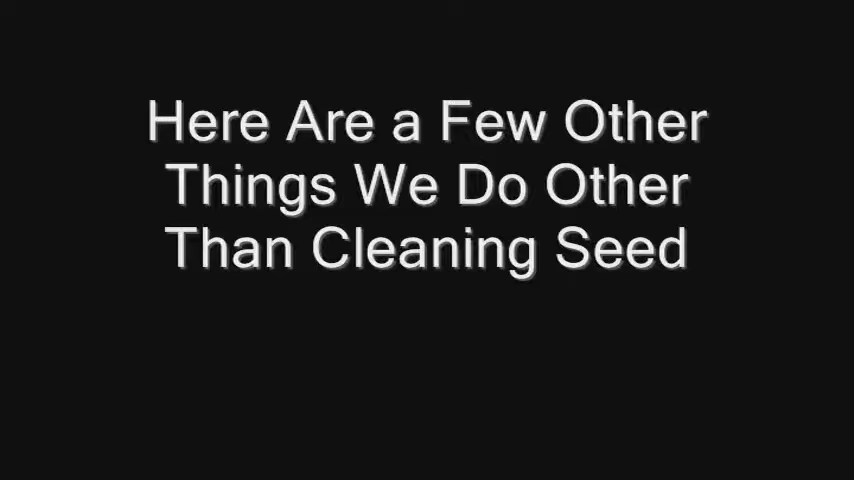 Here Are a Few Other
Things We Do Other
Than Cleaning Seed